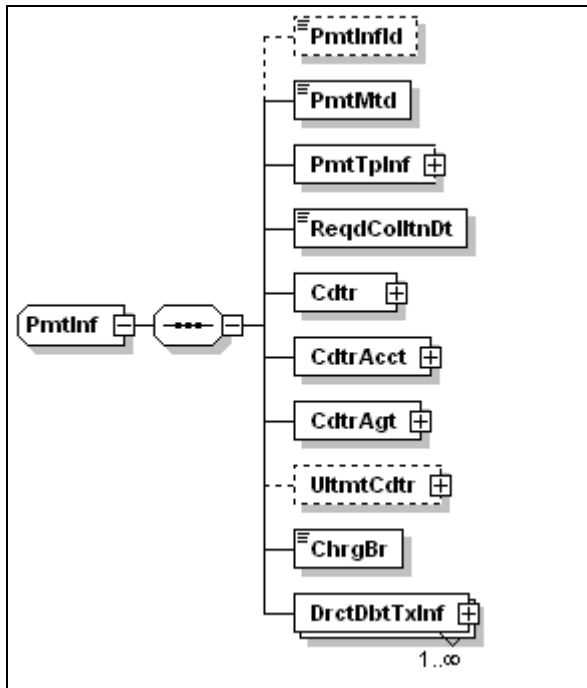 PmtInfId
PmtMtd
PmtTpInf
ReqdColltnDt
PmtInf
Cdtr
CdtrAcct
CdtrAgt
UltmtCdtr
ChrgBr
DrctDbtTxInf
1..∞